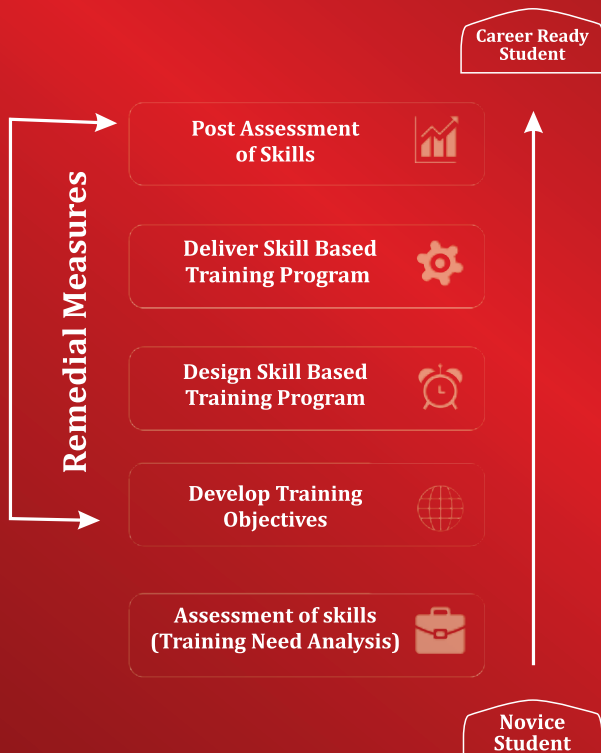 Career Ready
Student
Post Assessment
of Skills
Deliver Skill Based
Training Program
Remedial Measures
Design Skill Based
Training Program
Develop Training
Objectives
Assessment of skills
(Training Need Analysis)
Novice
Student